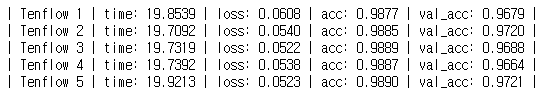 | Tenflow 1 | time: 19.8539 | loss: 0.0608 | acc: 0.9877 | val_acc: 0.9679 |
| Tenflow 2 | time: 19.7092 | loss: 0.0540 | acc: 0.9885 | val_acc: 0.9720 |
| Tenflow 3 | time: 19.7319 | loss: 0.0522 | acc: 0.9889 | val_acc: 0.9688 |
| Tenflow 4 | time: 19.7392 | loss: 0.0538 | acc: 0.9887 | val_acc: 0.9664 |
| Tenflow 5 | time: 19.9213 | loss: 0.0523 | acc: 0.9890 | val_acc: 0.9721 |